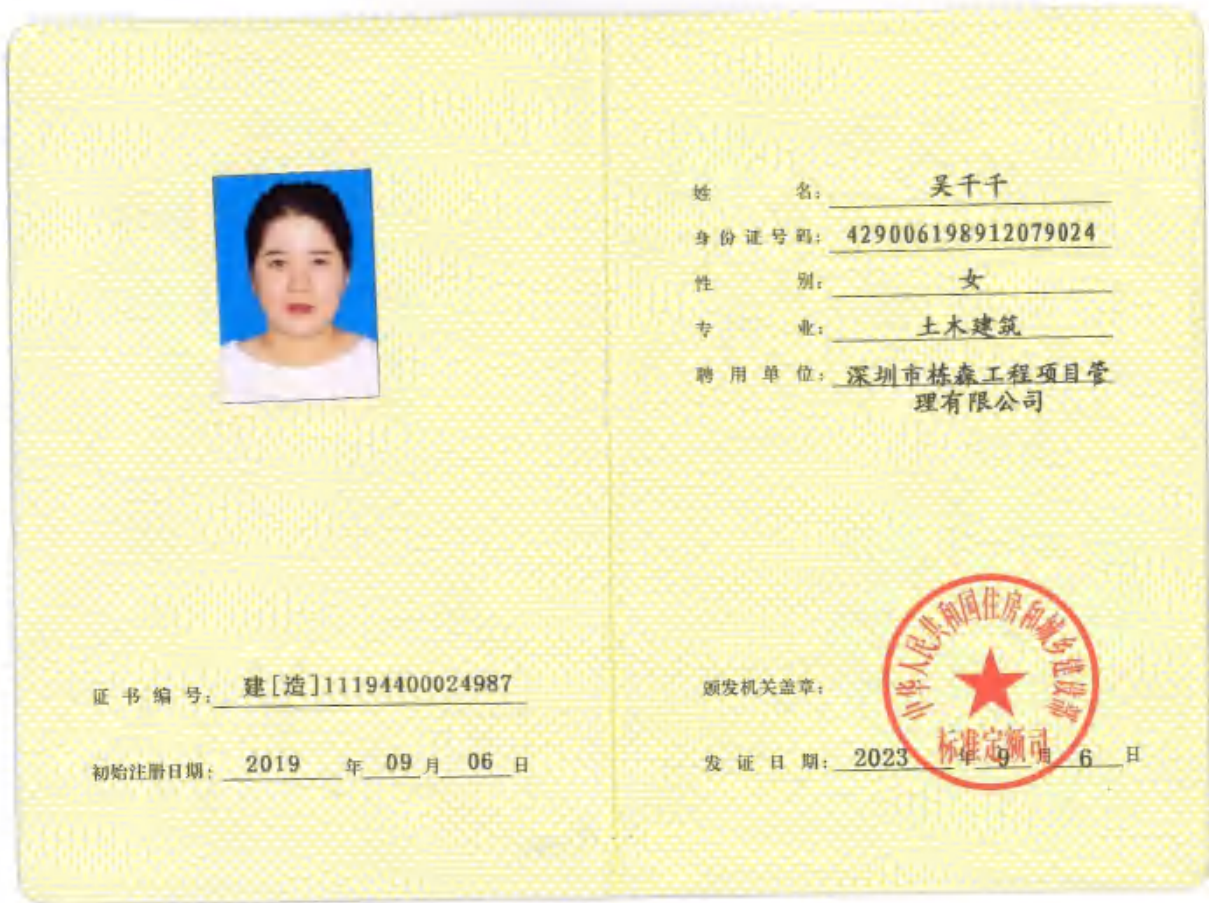 姓名：吴千千
身份证号码：429006198912079024
性别：女
专业：土木建筑
聘用单位：深圳市栋森工程项目管
理有限公司
证书编号：建[造]11194400024987
初始注册日期：2019年09月06日
颁发机关盖章：
中华人民共和国住房和城乡建设部
标准定额司
发证日期：2023年9月6日